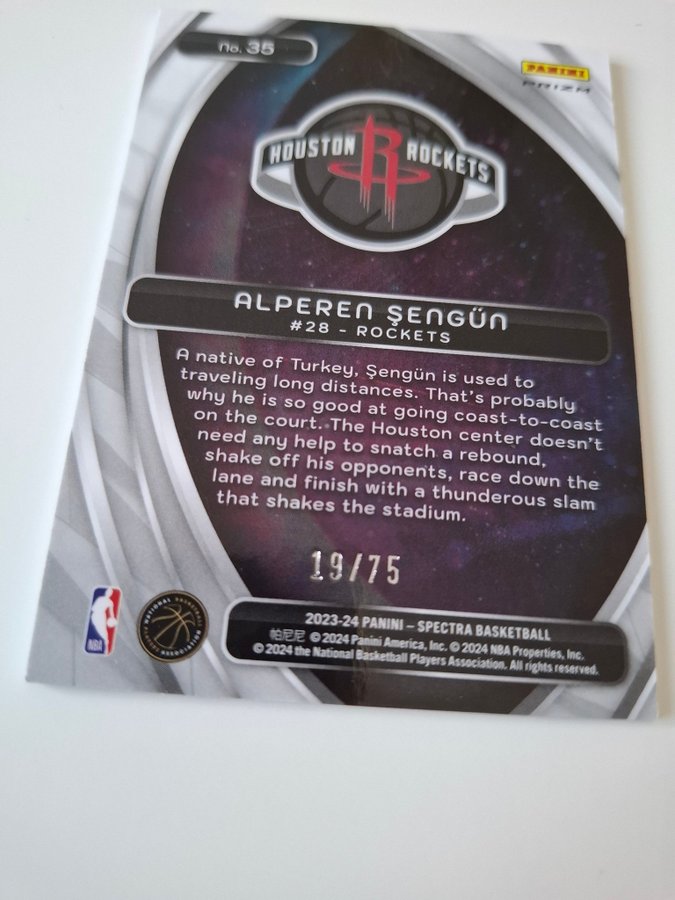 no. 35
PANINI
PRIZM
HOUSTON R ROCKETS
ALPEREN ŞENGÜN
#28 - ROCKETS
A native of Turkey, Şengün is used to
traveling long distances. That's probably
why he is so good at going coast-to-coast
on the court. The Houston center doesn't
need any help to snatch a rebound,
shake off his opponents, race down the
lane and finish with a thunderous slam
that shakes the stadium.
19/75
NBA
NATIONAL BASKETBALL
2023-24 PANINI – SPECTRA BASKETBALL
帕尼尼 © 2024 Panini America, Inc. © 2024 NBA Properties, Inc.
© 2024 the National Basketball Players Association. All rights reserved.